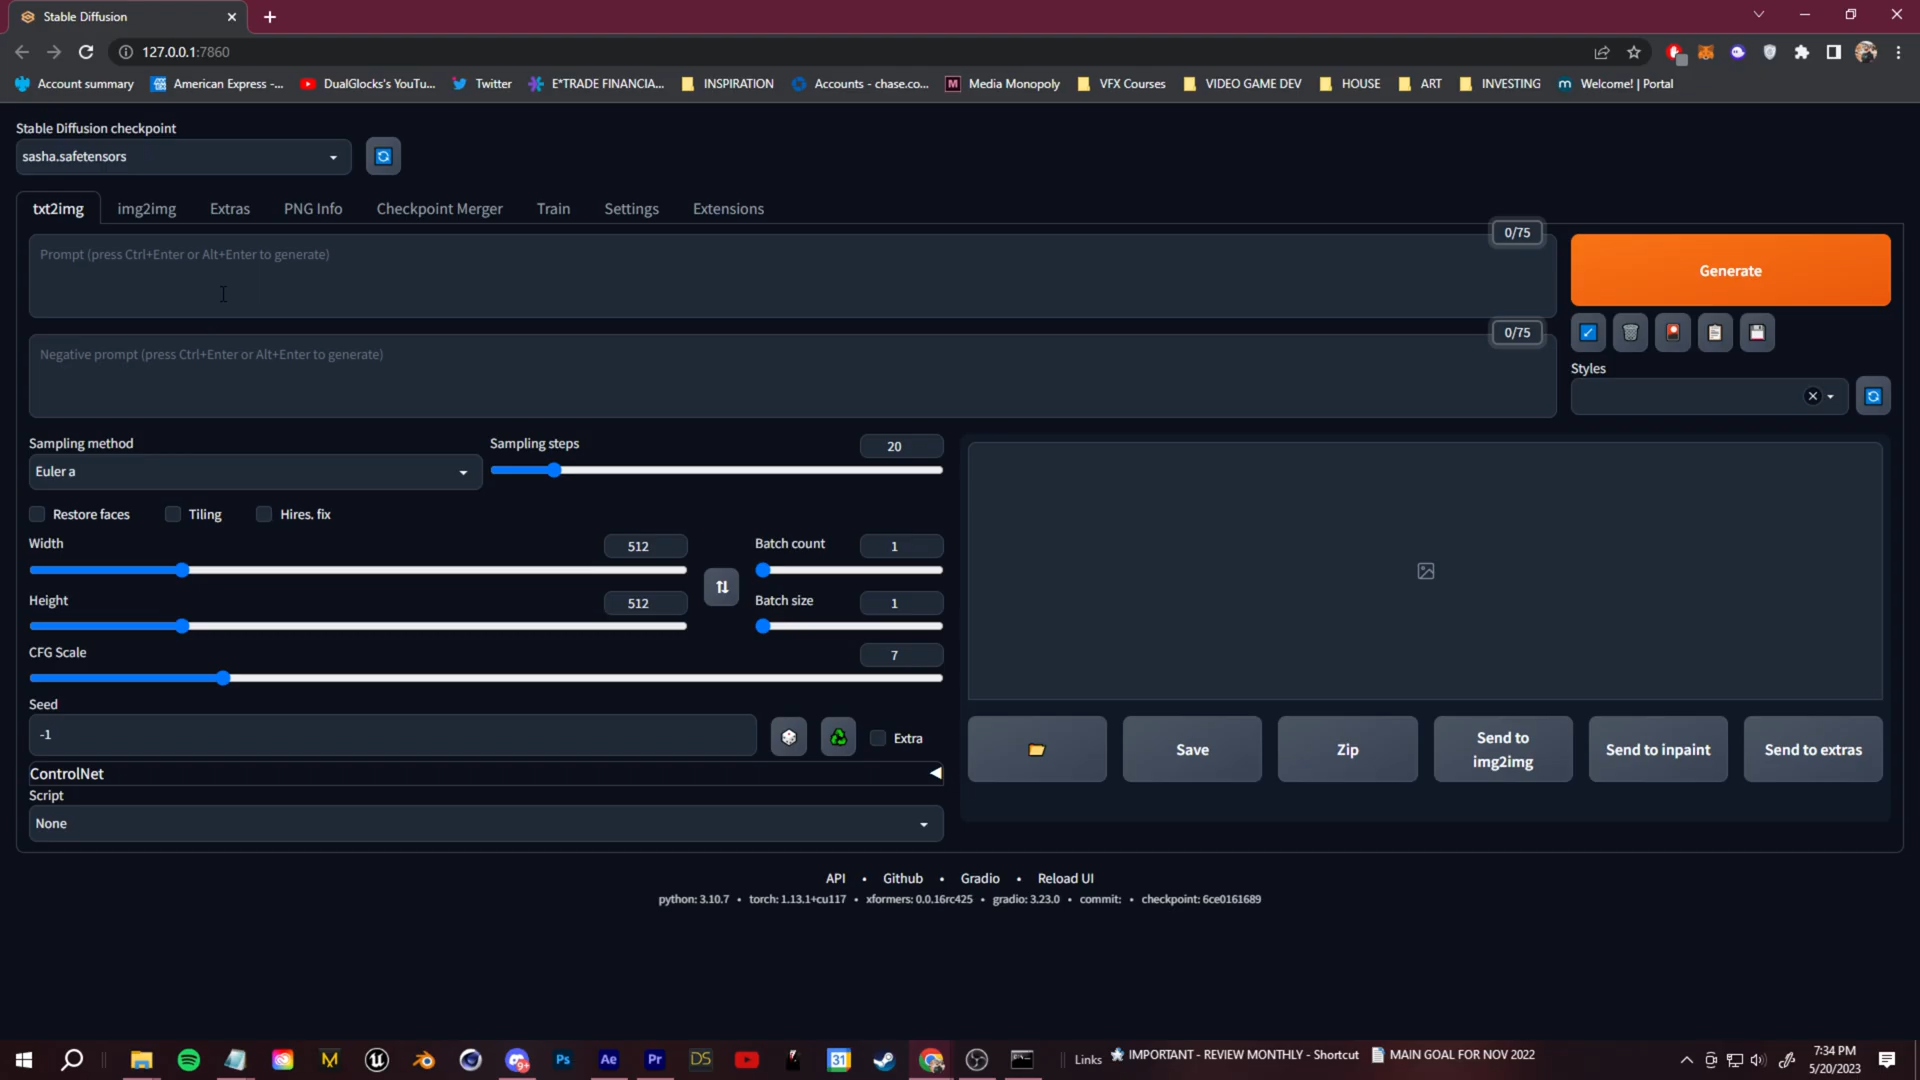 Stable Diffusion
127.0.0.1:7860
Account summary
American Express -...
DualGlocks's YouTu...
Twitter
E*TRADE FINANCIA...
INSPIRATION
Accounts - chase.co...
M
Media Monopoly
VFX Courses
VIDEO GAME DEV
HOUSE
ART
INVESTING
m
Welcome! | Portal
Stable Diffusion checkpoint
sasha.safetensors
txt2img
img2img
Extras
PNG Info
Checkpoint Merger
Train
Settings
Extensions
Prompt (press Ctrl+Enter or Alt+Enter to generate)
0/75
Generate
Negative prompt (press Ctrl+Enter or Alt+Enter to generate)
0/75
Styles
Sampling method
Euler a
Sampling steps
20
Restore faces
Tiling
Hires. fix
Width
512
Batch count
1
Height
512
Batch size
1
CFG Scale
7
Seed
-1
Extra
Save
Zip
Send to
img2img
Send to inpaint
Send to extras
ControlNet
Script
None
API • Github • Gradio • Reload UI
python: 3.10.7 • torch: 1.13.1+cu117 • xformers: 0.0.16rc425 • gradio: 3.23.0 • commit: • checkpoint: 6ce0161689
M
9+
Ps
Ae
Pr
DS
31
Links
IMPORTANT - REVIEW MONTHLY - Shortcut
MAIN GOAL FOR NOV 2022
7:34 PM
5/20/2023